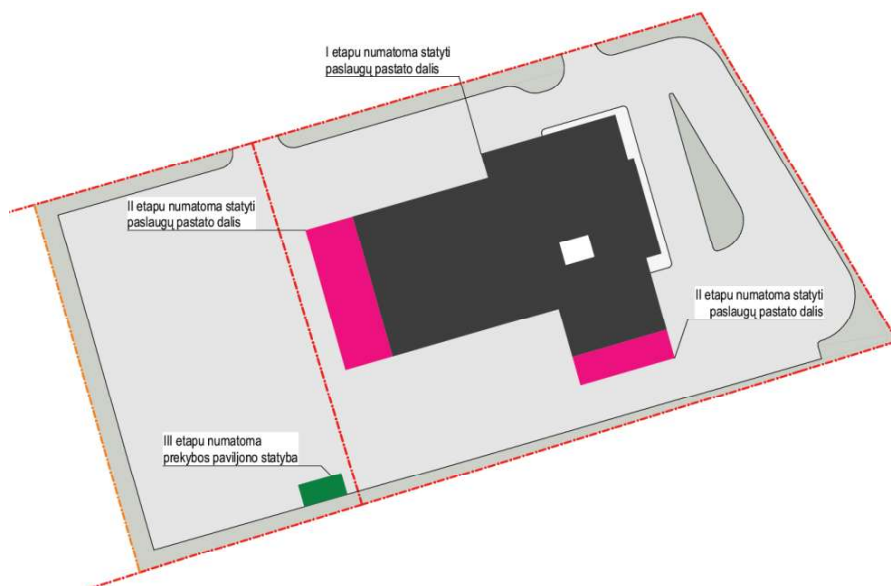 I etapu numatoma statyti
paslaugų pastato dalis
II etapu numatoma statyti
paslaugų pastato dalis
II etapu numatoma statyti
paslaugų pastato dalis
III etapu numatoma
prekybos paviljono statyba